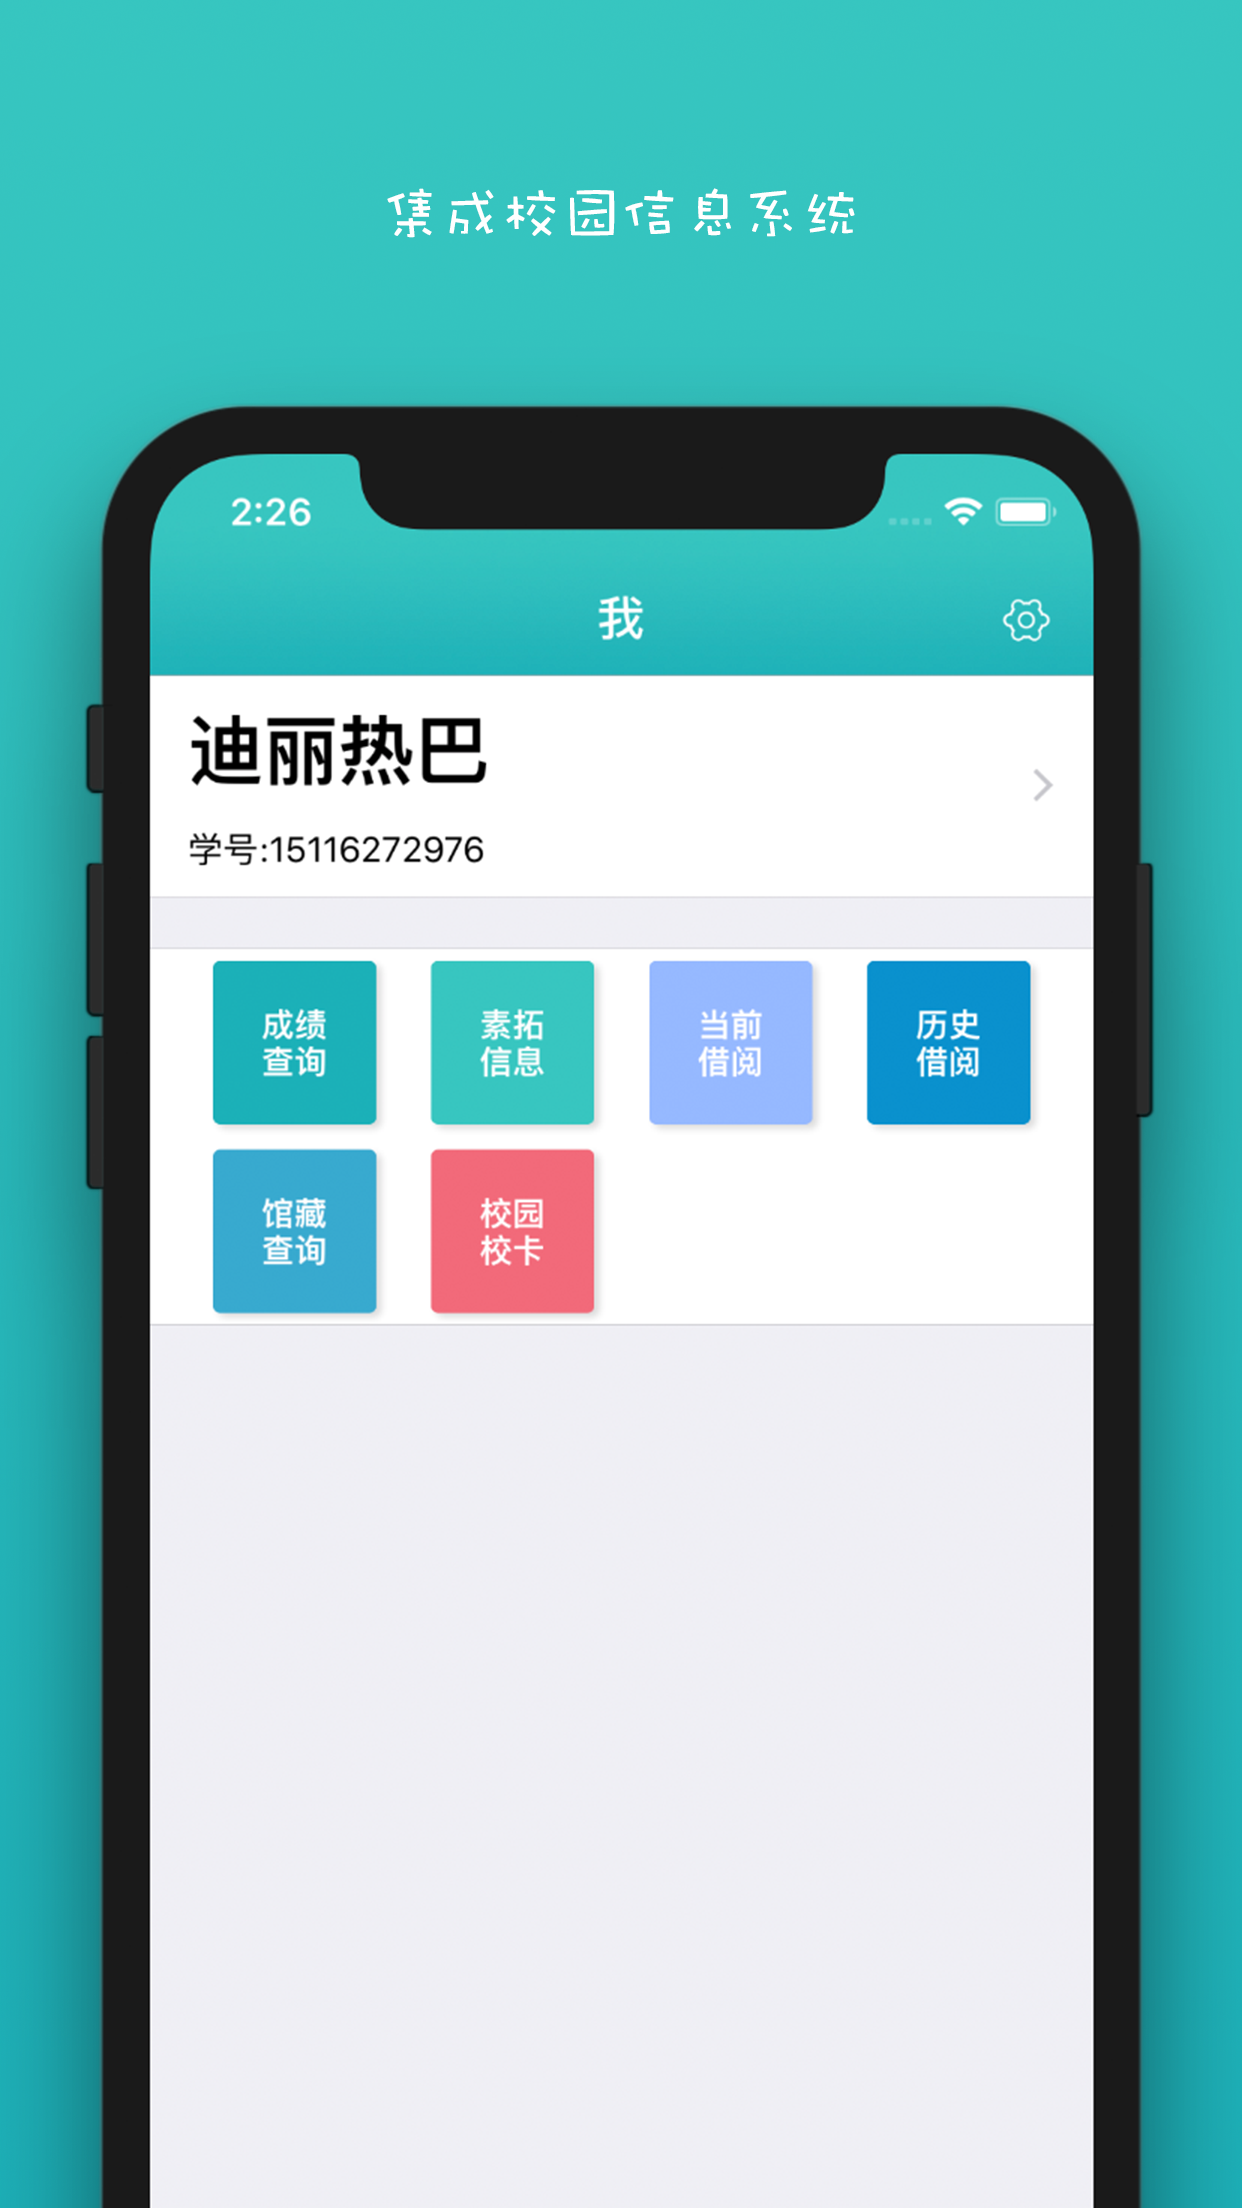 集成校园信息系统
2:26
我
迪丽热巴
学号:15116272976
成绩
查询
素拓
信息
当前
借阅
历史
借阅
馆藏
查询
校园
校卡